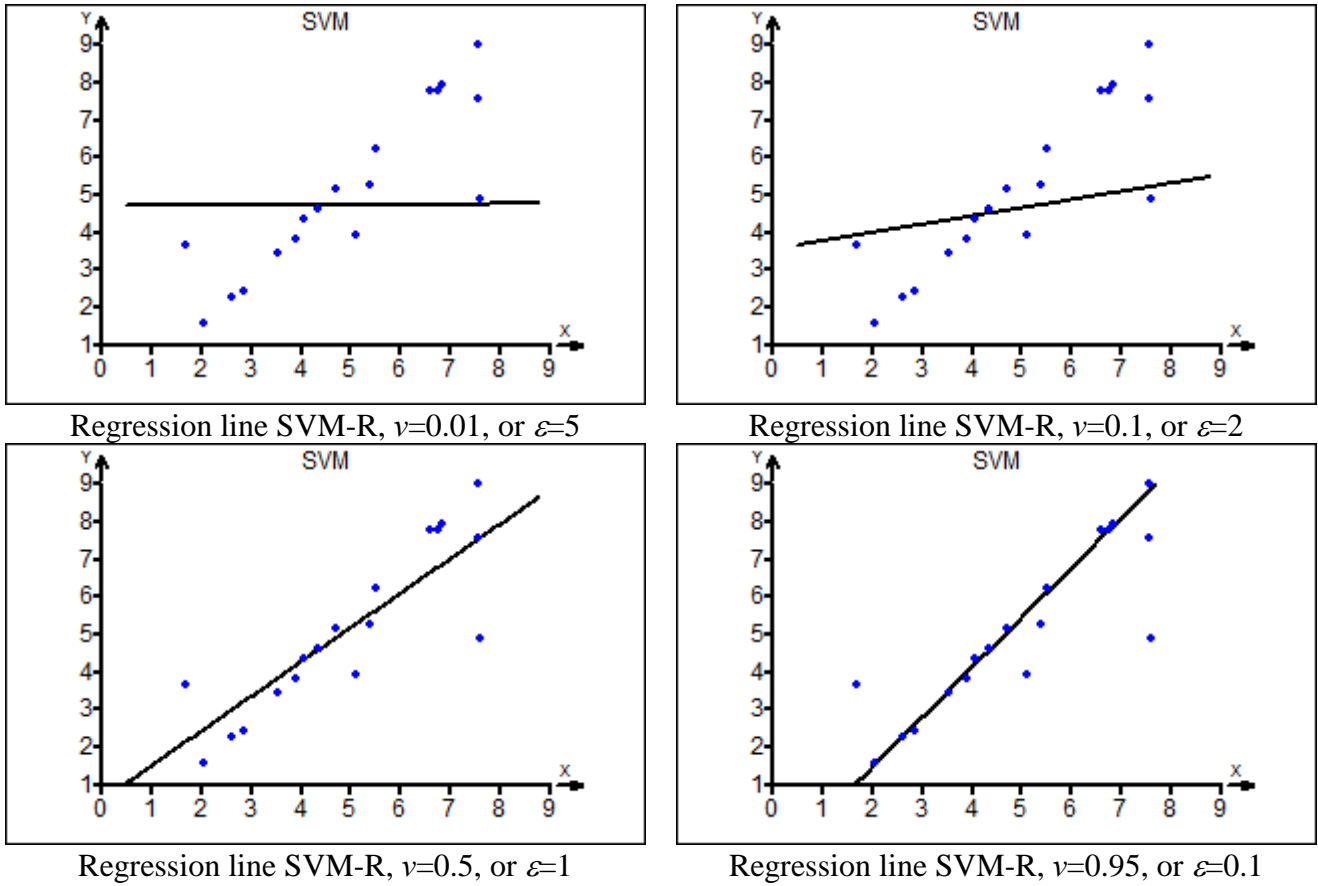 Y SVM
9
8
7
6
5
4
3
2
1
X
0 1 2 3 4 5 6 7 8 9
Regression line SVM-R, ν=0.01, or ε=5
Y SVM
9
8
7
6
5
4
3
2
1
X
0 1 2 3 4 5 6 7 8 9
Regression line SVM-R, ν=0.1, or ε=2
Y SVM
9
8
7
6
5
4
3
2
1
X
0 1 2 3 4 5 6 7 8 9
Regression line SVM-R, ν=0.5, or ε=1
Y SVM
9
8
7
6
5
4
3
2
1
X
0 1 2 3 4 5 6 7 8 9
Regression line SVM-R, ν=0.95, or ε=0.1